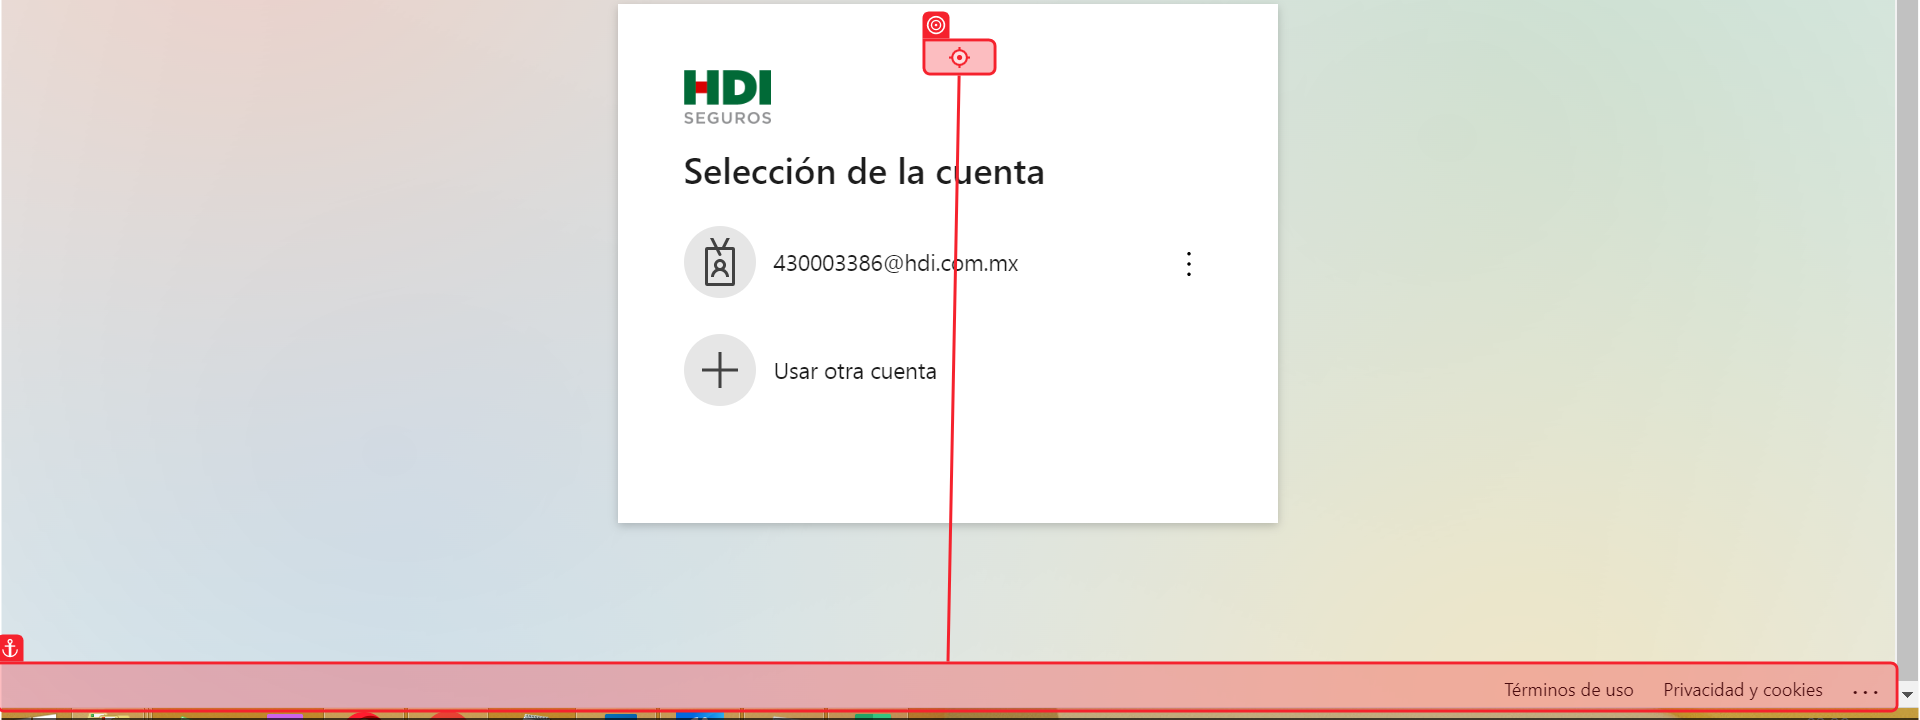 HDI
SEGUROS
Selección de la cuenta
430003386@hdi.com.mx
Usar otra cuenta
Términos de uso
Privacidad y cookies
...